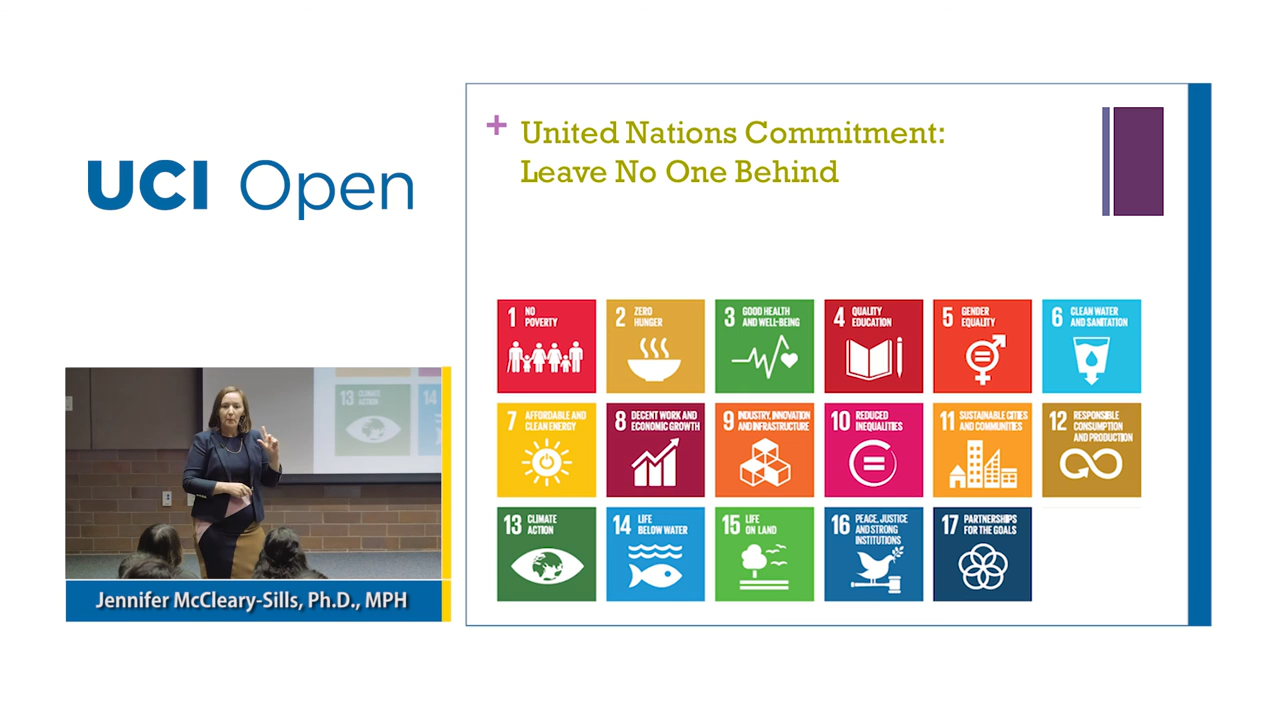 UCI Open
+ United Nations Commitment:
Leave No One Behind
1 NO
POVERTY
2 ZERO
HUNGER
3 GOOD HEALTH
AND WELL-BEING
4 QUALITY
EDUCATION
5 GENDER
EQUALITY
6 CLEAN WATER
AND SANITATION
7 AFFORDABLE AND
CLEAN ENERGY
8 DECENT WORK AND
ECONOMIC GROWTH
9 INDUSTRY, INNOVATION
AND INFRASTRUCTURE
10 REDUCED
INEQUALITIES
11 SUSTAINABLE CITIES
AND COMMUNITIES
12 RESPONSIBLE
CONSUMPTION
AND PRODUCTION
13 CLIMATE
ACTION
14 LIFE
BELOW WATER
15 LIFE
ON LAND
16 PEACE, JUSTICE
AND STRONG
INSTITUTIONS
17 PARTNERSHIPS
FOR THE GOALS
13 CLIMATE
ACTION
14
Jennifer McCleary-Sills, Ph.D., MPH